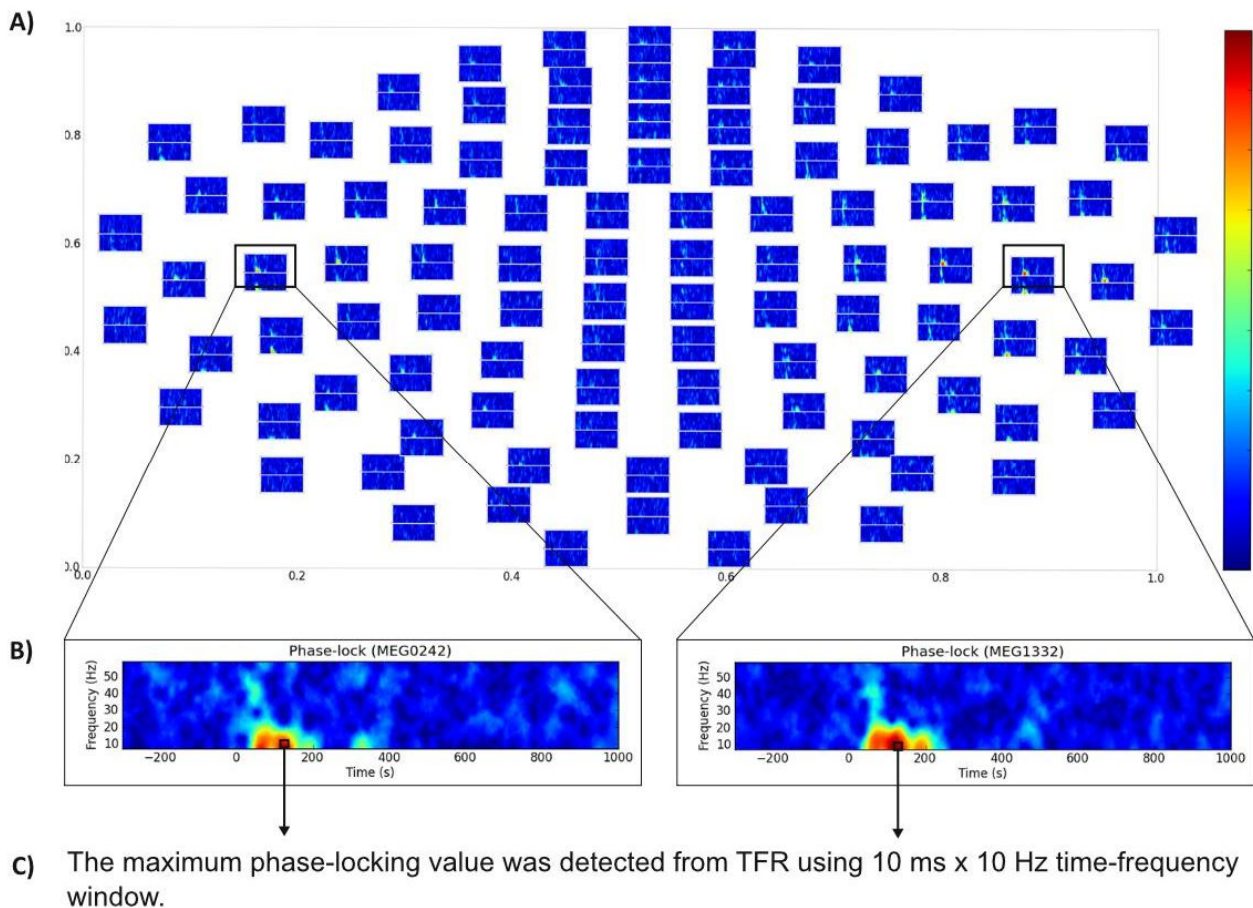 A)
1.0
0.8
0.6
0.4
0.2
0.0
0.0 0.2 0.4 0.6 0.8 1.0
B)
Phase-lock (MEG0242)
Frequency (Hz)
50
40
30
20
10
−200 0 200 400 600 800 1000
Time (s)
Phase-lock (MEG1332)
Frequency (Hz)
50
40
30
20
10
−200 0 200 400 600 800 1000
Time (s)
C) The maximum phase-locking value was detected from TFR using 10 ms x 10 Hz time-frequency
window.